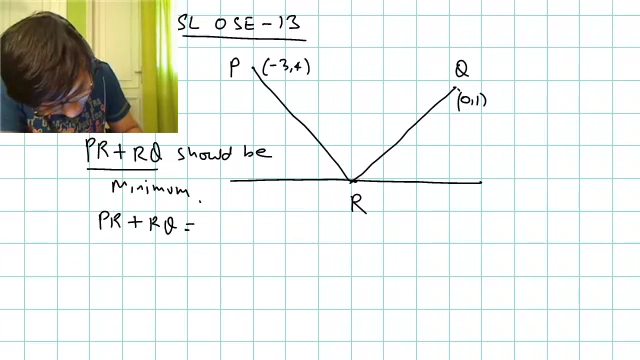 SL OSE-13
P (-3,4)
Q
(0,1)
PR + RQ should be
Minimum.
R
PR + RQ =